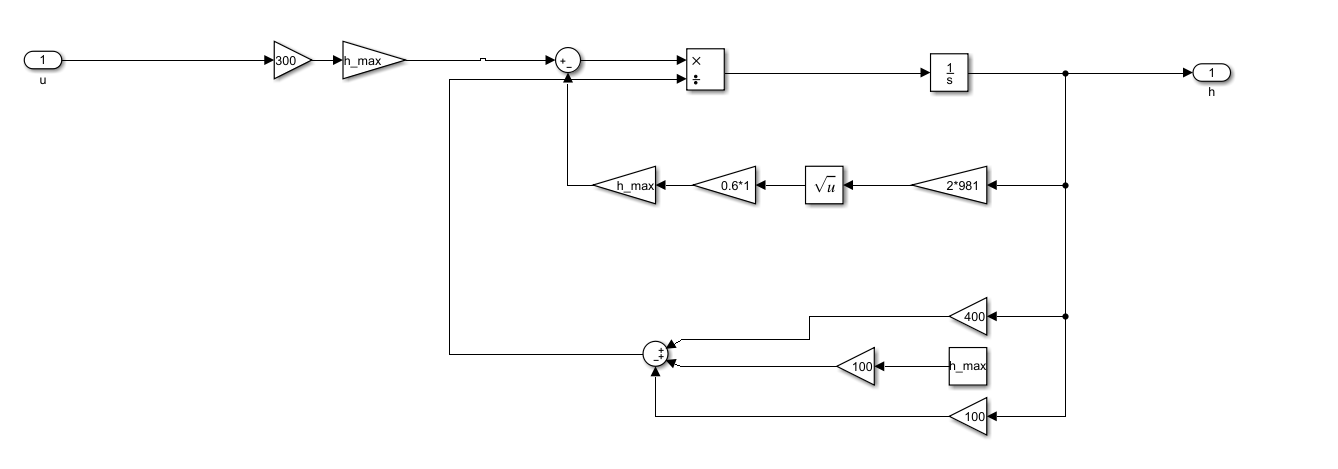 1
u
300
h_max
+
−
×
÷
1
s
1
h
h_max
0.6*1
√u
2*981
400
+
+
−
100
h_max
100